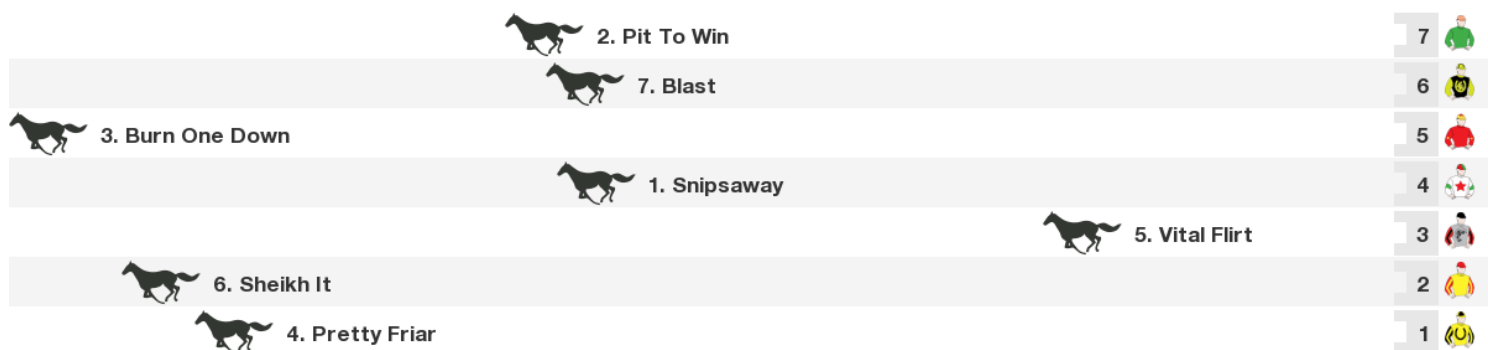 2. Pit To Win 7
7. Blast 6
3. Burn One Down 5
1. Snipsaway 4
5. Vital Flirt 3
6. Sheikh It 2
4. Pretty Friar 1